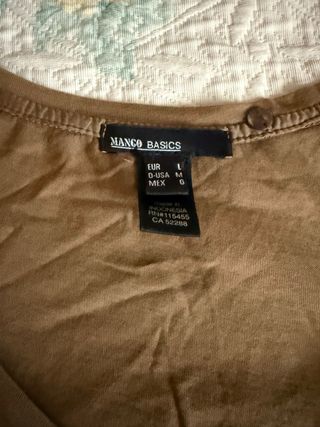 MANGO BASICS
EUR L
D-USA M
MEX G
Made in
INDONESIA
RN#115455
CA 52288